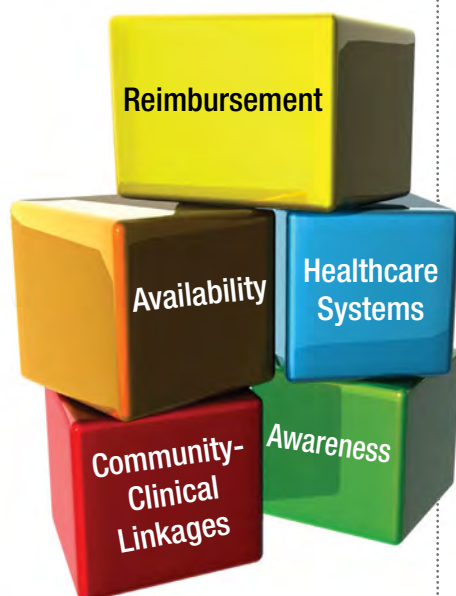 Reimbursement
Availability
Healthcare
Systems
Community-
Clinical
Linkages
Awareness